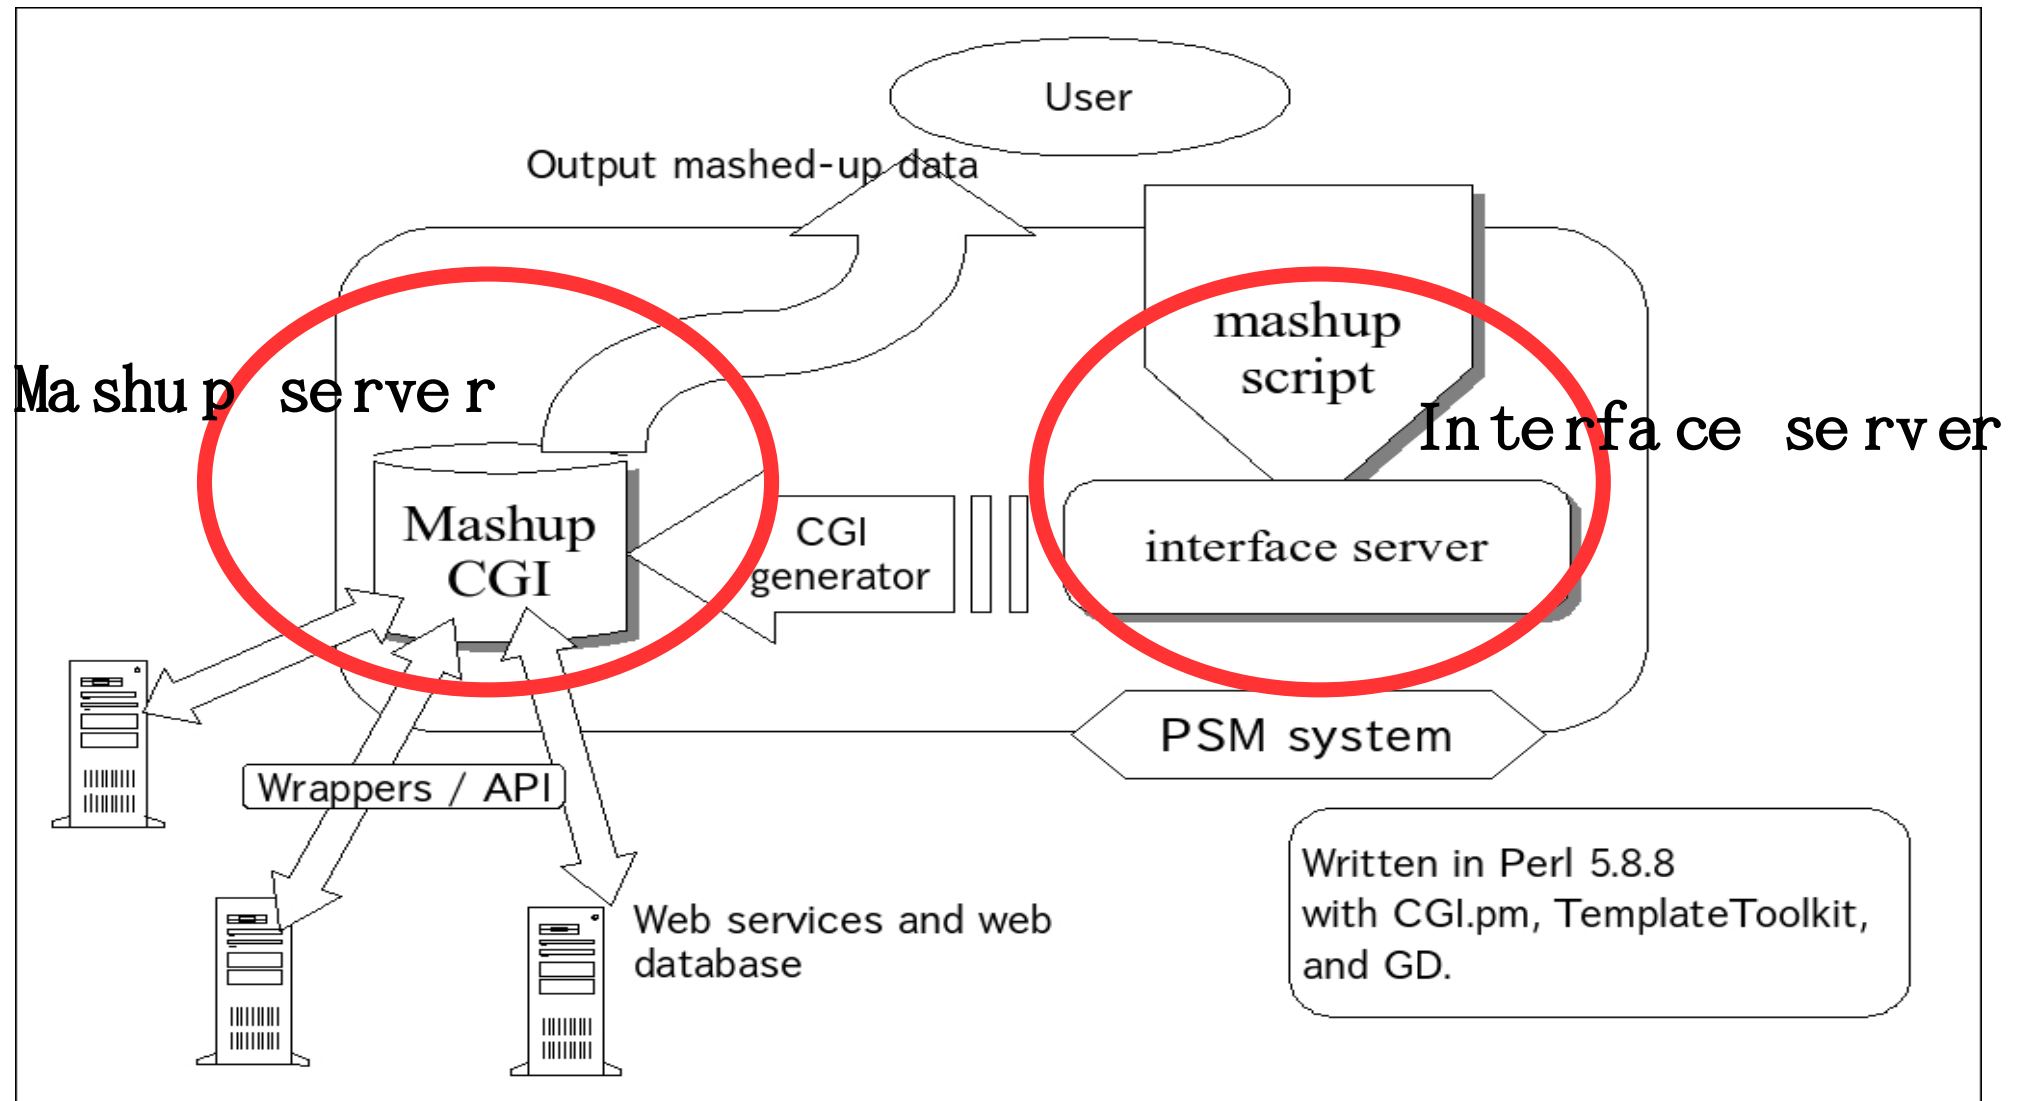 User
Output mashed-up data
mashup
script
Mashup server
Interface server
Mashup
CGI
CGI
generator
interface server
PSM system
Wrappers / API
Written in Perl 5.8.8
with CGI.pm, TemplateToolkit,
and GD.
Web services and web
database